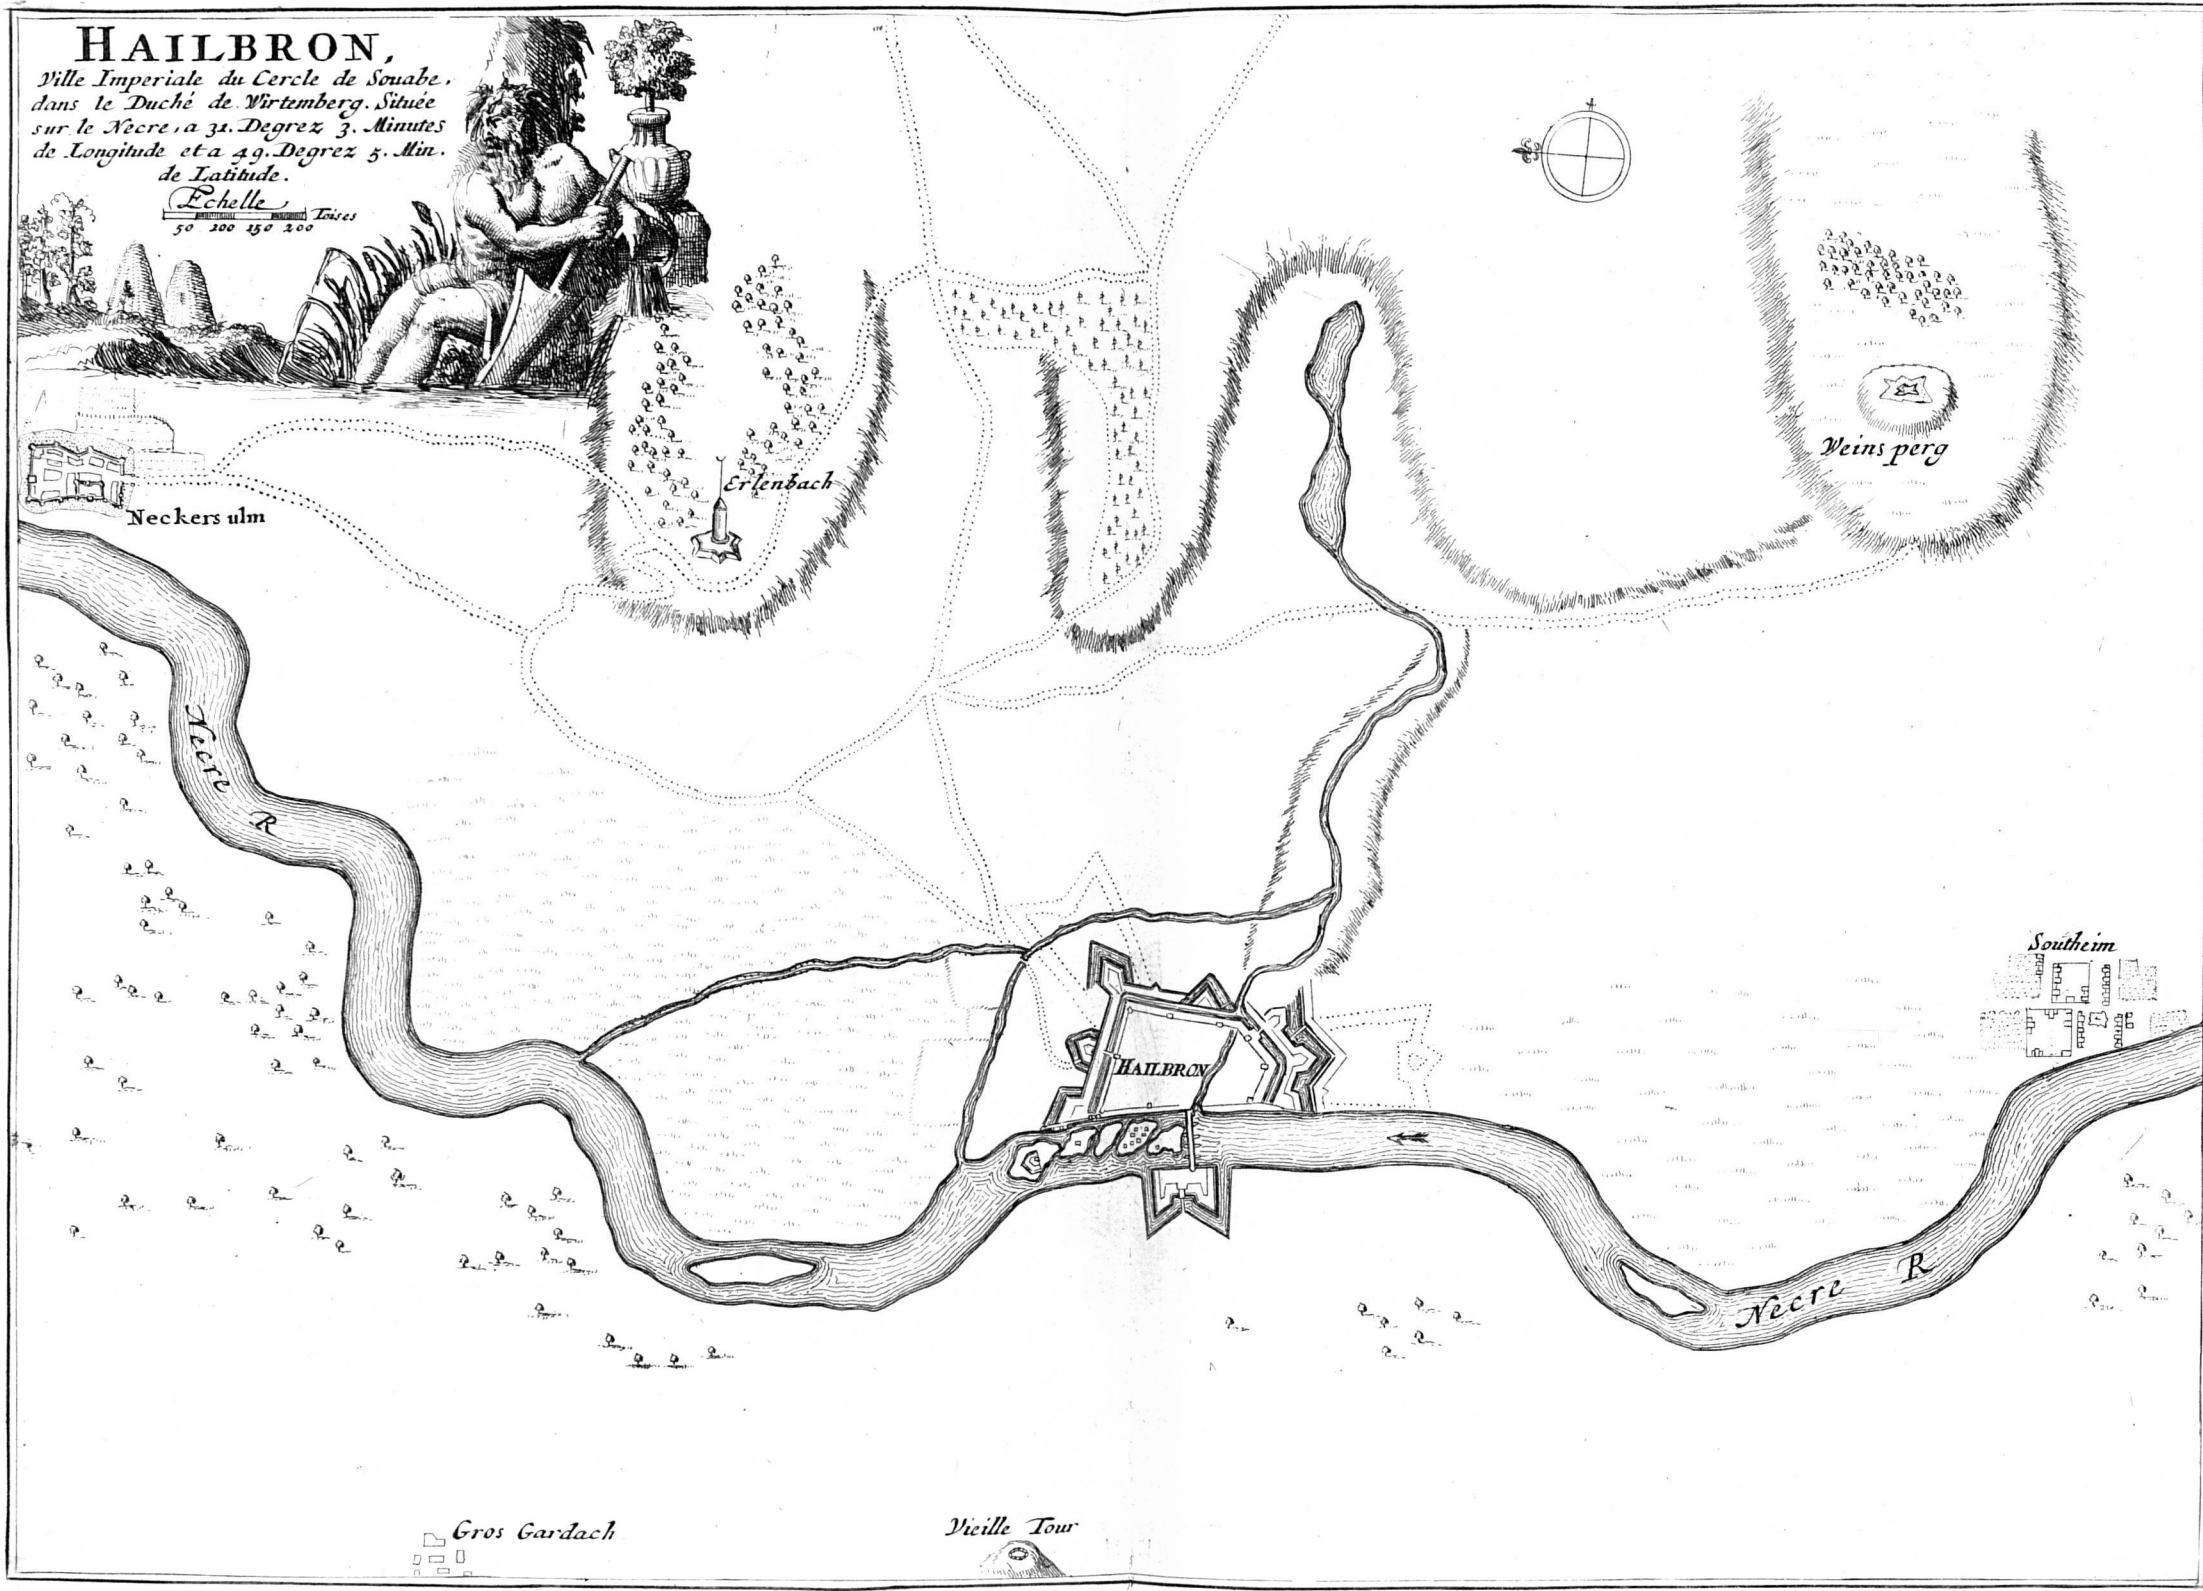 HAILBRON,
Ville Imperiale du Cercle de Souabe,
dans le Duché de Wirtemberg. Située
sur le Necre, a 31. Degrez 3. Minutes
de Longitude et a 49. Degrez 5. Min.
de Latitude.
Echelle
Toises
50 100 150 200
Weins perg
Erlenbach
Neckers ulm
Necre R
Southeim
HAILBRON
Necre R
Gros Gardach
Vieille Tour